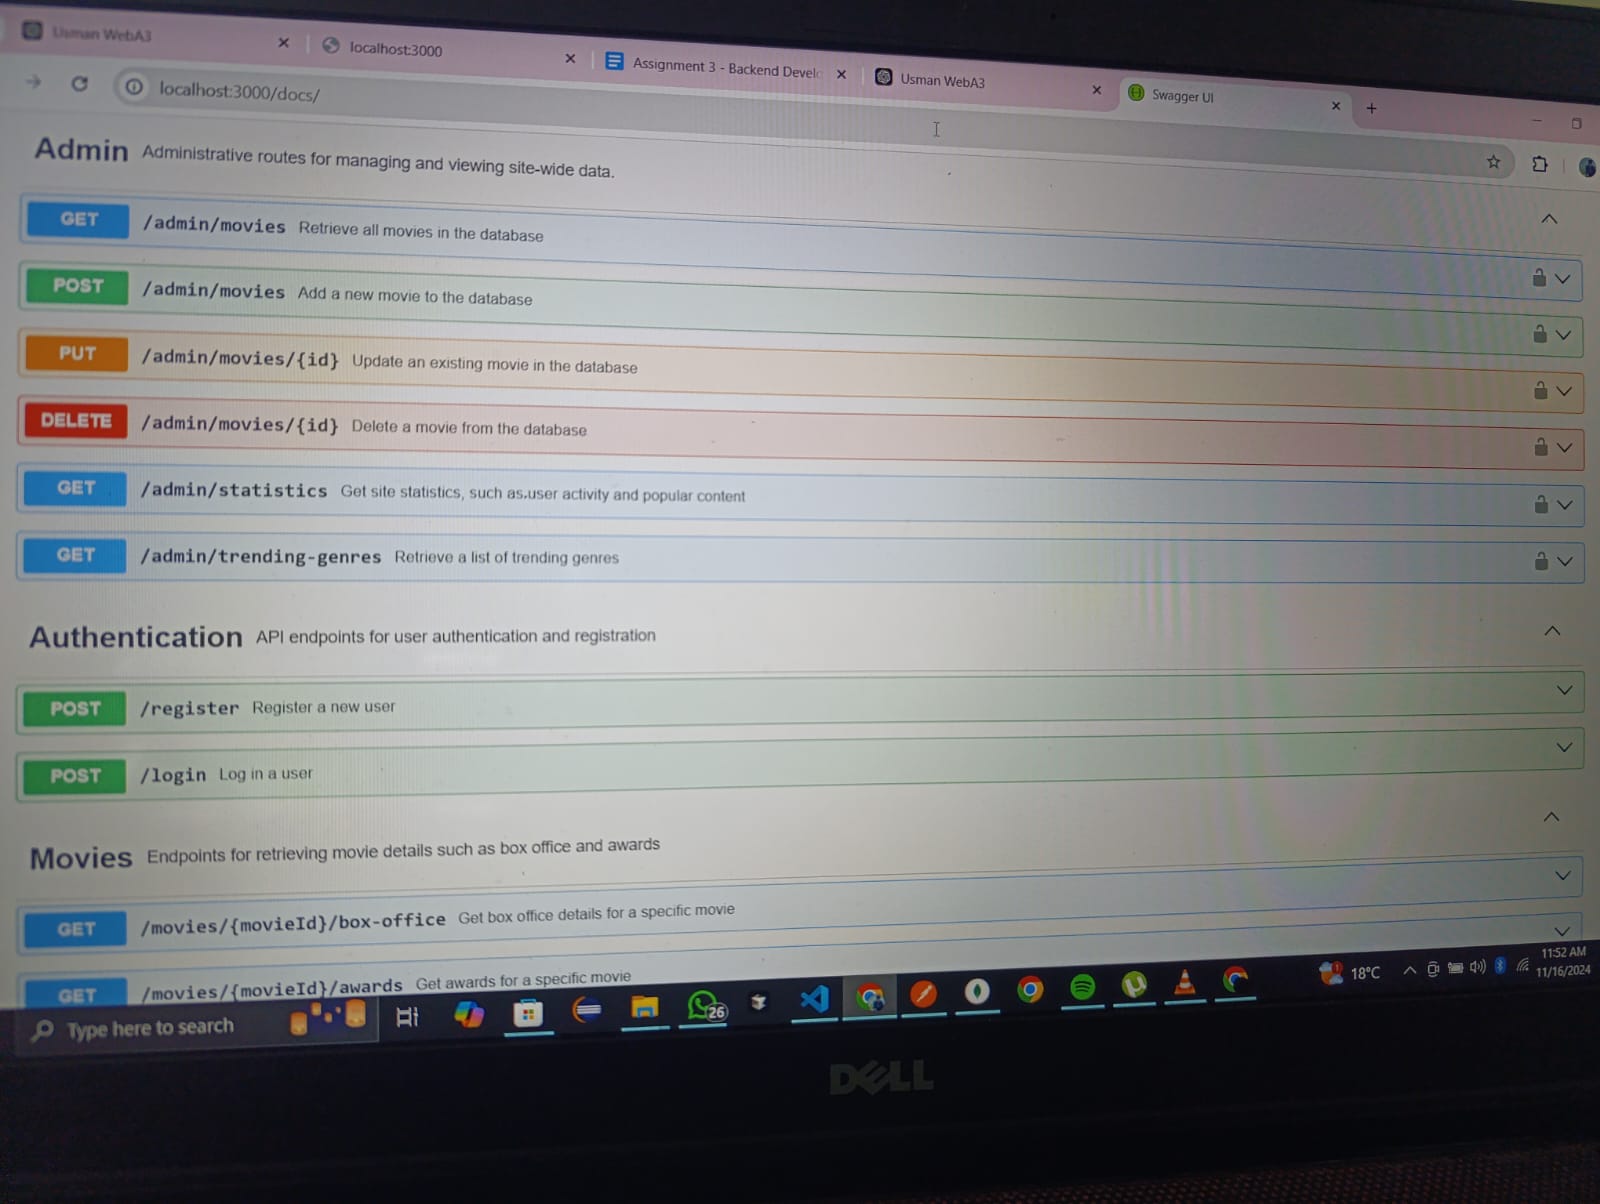 Usman WebA3
localhost:3000
Assignment 3 - Backend Develo
Usman WebA3
Swagger UI
localhost:3000/docs/
Admin Administrative routes for managing and viewing site-wide data.
GET /admin/movies Retrieve all movies in the database
POST /admin/movies Add a new movie to the database
PUT /admin/movies/{id} Update an existing movie in the database
DELETE /admin/movies/{id} Delete a movie from the database
GET /admin/statistics Get site statistics, such as user activity and popular content
GET /admin/trending-genres Retrieve a list of trending genres
Authentication API endpoints for user authentication and registration
POST /register Register a new user
POST /login Log in a user
Movies Endpoints for retrieving movie details such as box office and awards
GET /movies/{movieId}/box-office Get box office details for a specific movie
GET /movies/{movieId}/awards Get awards for a specific movie
Type here to search
26
1
18°C
11:52 AM
11/16/2024
DELL